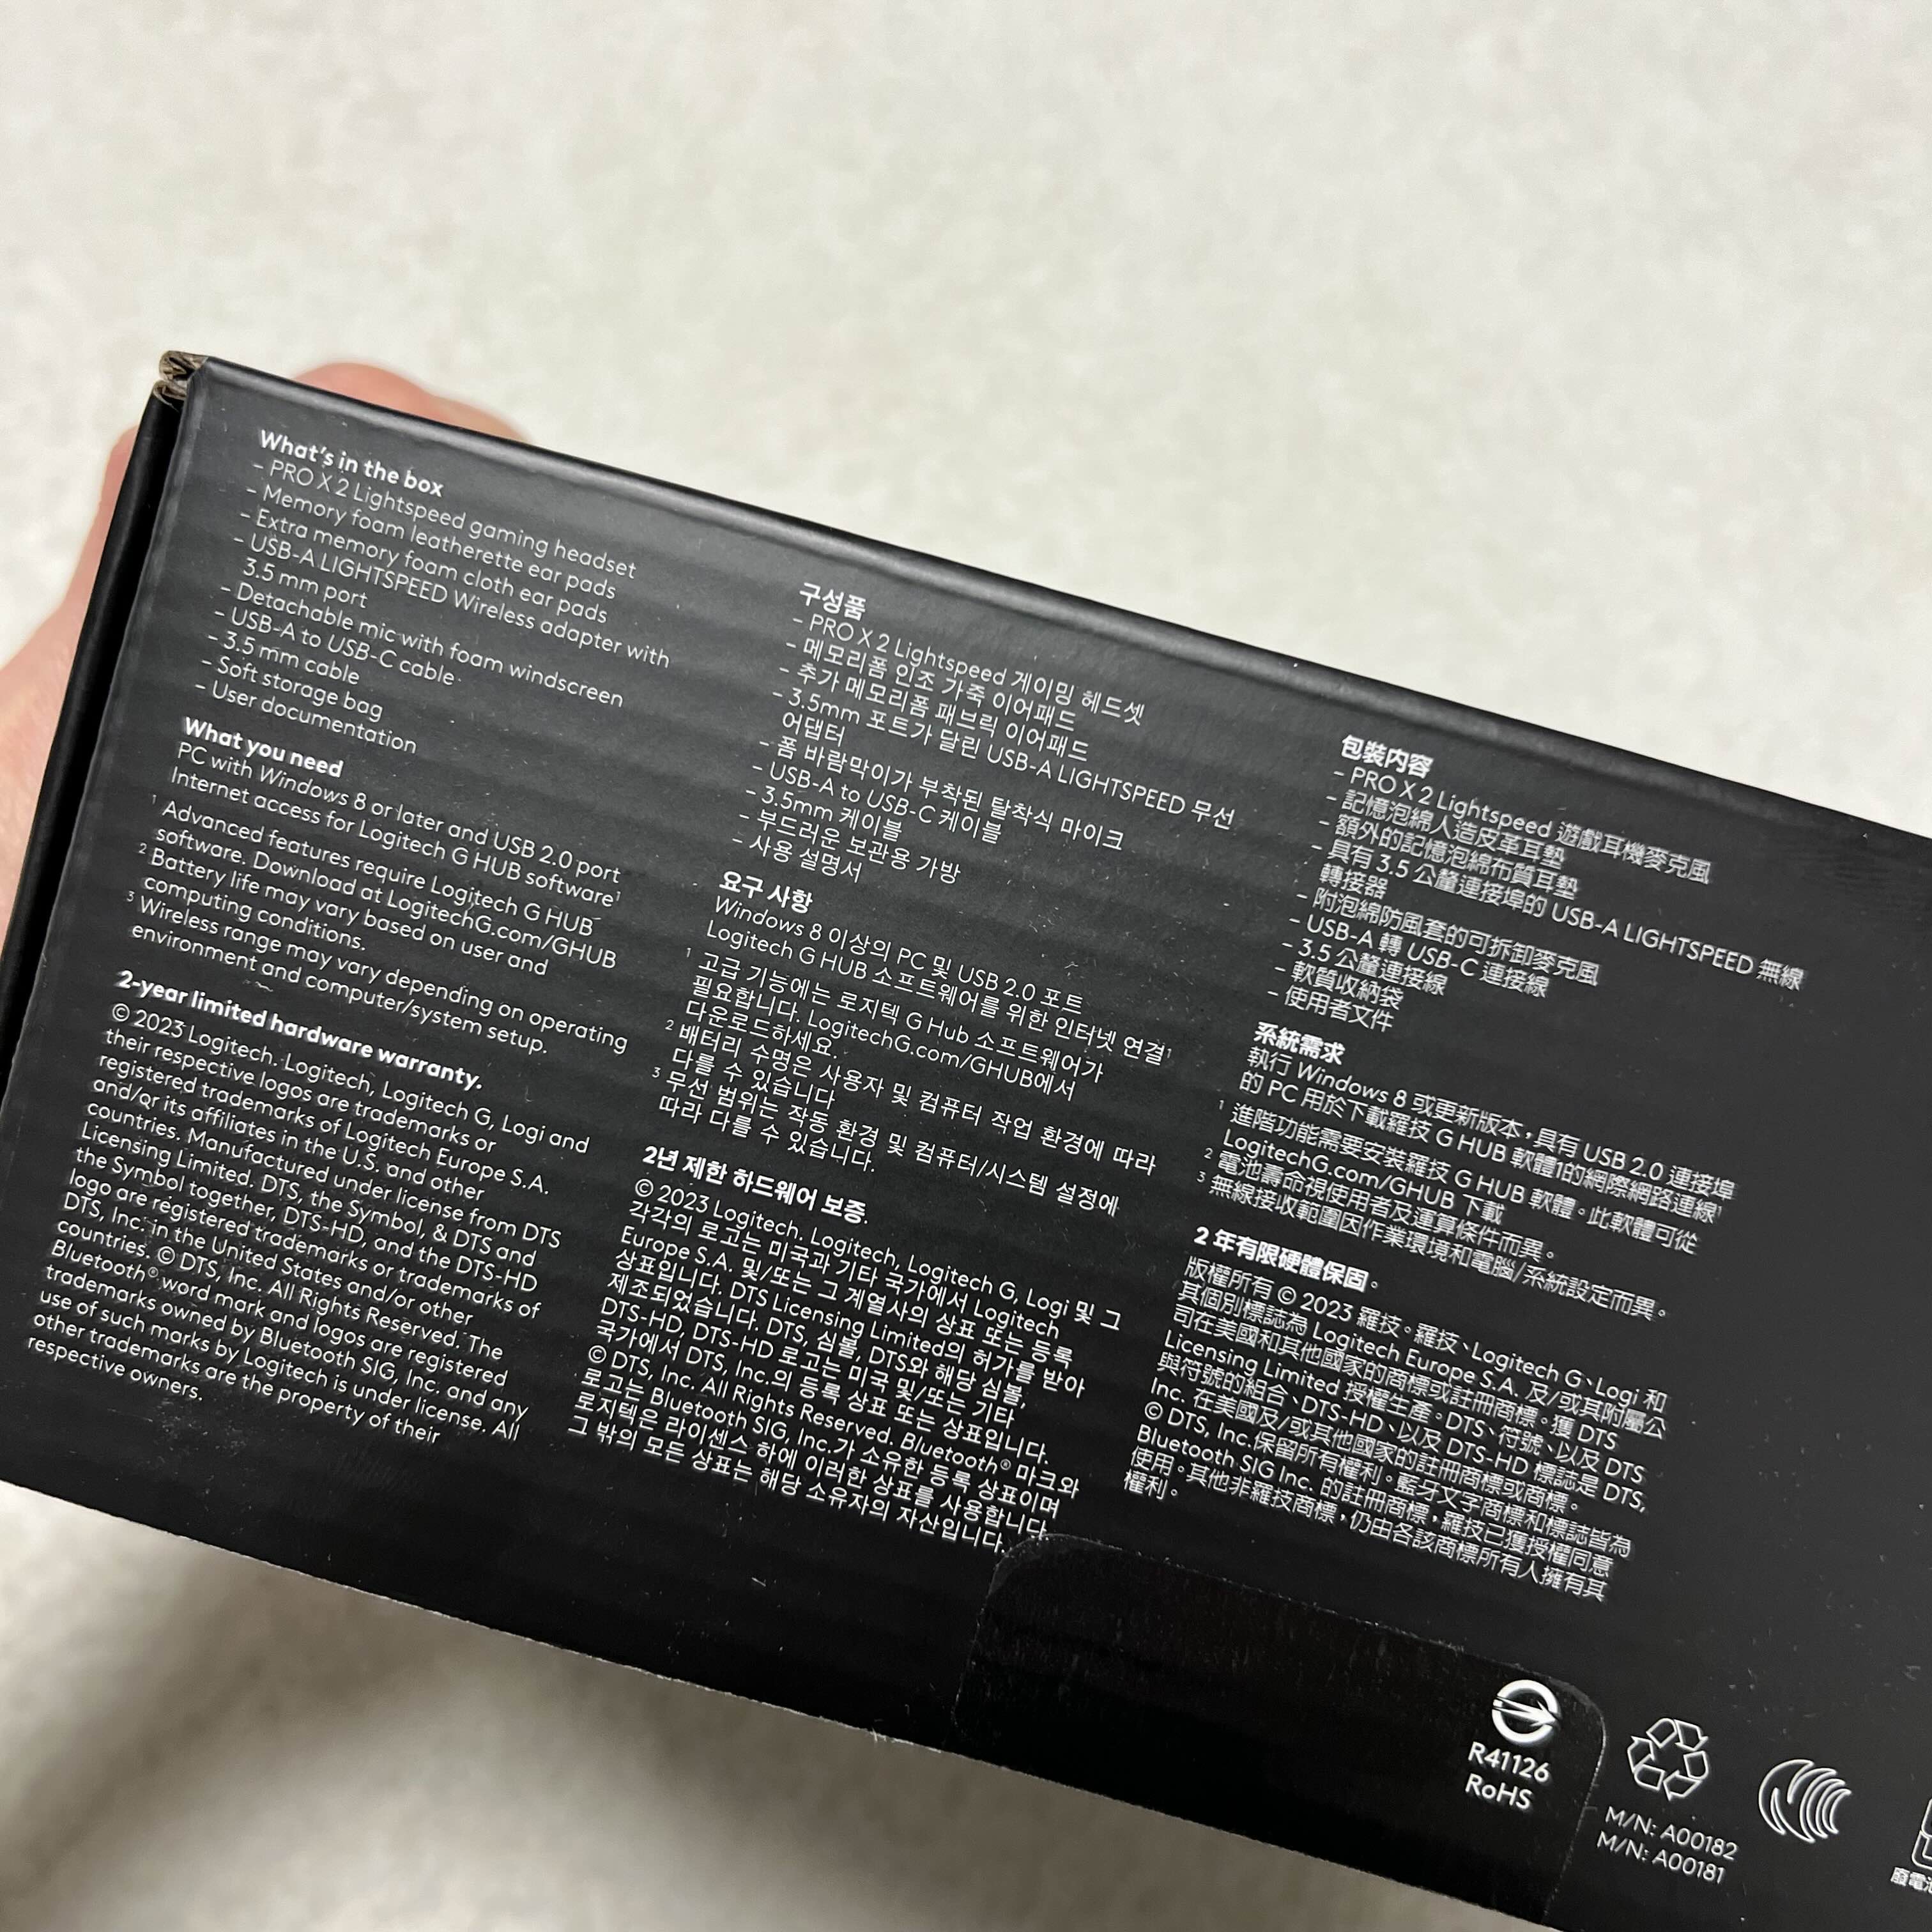 What's in the box
- PRO X 2 Lightspeed gaming headset
- Memory foam leatherette ear pads
- Extra memory foam cloth ear pads
- USB-A LIGHTSPEED Wireless adapter with
3.5 mm port
- Detachable mic with foam windscreen
- USB-A to USB-C cable
- 3.5 mm cable
- Soft storage bag
- User documentation
What you need
PC with Windows 8 or later and USB 2.0 port
Internet access for Logitech G HUB software¹
¹ Advanced features require Logitech G HUB
software. Download at LogitechG.com/GHUB
² Battery life may vary based on user and
computing conditions.
³ Wireless range may vary depending on operating
environment and computer/system setup.
2-year limited hardware warranty.
© 2023 Logitech. Logitech, Logitech G, Logi and
their respective logos are trademarks or
registered trademarks of Logitech Europe S.A.
and/or its affiliates in the U.S. and other
countries. Manufactured under license from DTS
Licensing Limited. DTS, the Symbol, & DTS and
the Symbol together, DTS-HD, and the DTS-HD
logo are registered trademarks or trademarks of
DTS, Inc. in the United States and/or other
countries. © DTS, Inc. All Rights Reserved. The
Bluetooth® word mark and logos are registered
trademarks owned by Bluetooth SIG, Inc. and any
use of such marks by Logitech is under license. All
other trademarks are the property of their
respective owners.
구성품
- PRO X 2 Lightspeed 게이밍 헤드셋
- 메모리폼 인조 가죽 이어패드
- 추가 메모리폼 패브릭 이어패드
- 3.5mm 포트가 달린 USB-A LIGHTSPEED 무선
어댑터
- 폼 바람막이가 부착된 탈착식 마이크
- USB-A to USB-C 케이블
- 3.5mm 케이블
- 부드러운 보관용 가방
- 사용 설명서
요구 사항
Windows 8 이상의 PC 및 USB 2.0 포트
Logitech G HUB 소프트웨어를 위한 인터넷 연결¹
¹ 고급 기능에는 로지텍 G Hub 소프트웨어가
필요합니다. LogitechG.com/GHUB에서
다운로드하세요.
² 배터리 수명은 사용자 및 컴퓨터 작업 환경에 따라
다를 수 있습니다
³ 무선 범위는 작동 환경 및 컴퓨터/시스템 설정에
따라 다를 수 있습니다.
2년 제한 하드웨어 보증.
© 2023 Logitech. Logitech, Logitech G, Logi 및 그
각각의 로고는 미국과 기타 국가에서 Logitech
Europe S.A. 및/또는 그 계열사의 상표 또는 등록
상표입니다. DTS Licensing Limited의 허가를 받아
제조되었습니다. DTS, 심볼, DTS와 해당 심볼,
DTS-HD, DTS-HD 로고는 미국 및/또는 기타
국가에서 DTS, Inc.의 등록 상표 또는 상표입니다.
© DTS, Inc. All Rights Reserved. Bluetooth® 마크와
로고는 Bluetooth SIG, Inc.가 소유한 등록 상표이며
로지텍은 라이센스 하에 이러한 상표를 사용합니다.
그 밖의 모든 상표는 해당 소유자의 자산입니다.
包裝內容
- PRO X 2 Lightspeed 遊戲耳機麥克風
- 記憶泡綿人造皮革耳墊
- 額外的記憶泡綿布質耳墊
- 具有 3.5 公釐連接埠的 USB-A LIGHTSPEED 無線
轉接器
- 附泡綿防風套的可拆卸麥克風
- USB-A 轉 USB-C 連接線
- 3.5 公釐連接線
- 軟質收納袋
- 使用者文件
系統需求
執行 Windows 8 或更新版本，具有 USB 2.0 連接埠
的 PC 用於下載羅技 G HUB 軟體1的網際網路連線¹
¹ 進階功能需要安裝羅技 G HUB 軟體。此軟體可從
LogitechG.com/GHUB 下載
² 電池壽命視使用者及運算條件而異。
³ 無線接收範圍因作業環境和電腦/系統設定而異。
2 年有限硬體保固。
版權所有 © 2023 羅技。羅技、Logitech G、Logi 和
其個別標誌為 Logitech Europe S.A. 及/或其附屬公
司在美國和其他國家的商標或註冊商標。獲 DTS
Licensing Limited 授權生產。DTS、符號、以及 DTS
與符號的組合、DTS-HD、以及 DTS-HD 標誌是 DTS,
Inc. 在美國及/或其他國家的註冊商標或商標。
© DTS, Inc.保留所有權利。藍牙文字商標和標誌皆為
Bluetooth SIG Inc. 的註冊商標，羅技已獲授權同意
使用。其他非羅技商標，仍由各該商標所有人擁有其
權利。
R41126
RoHS
M/N: A00182
M/N: A00181
廢電